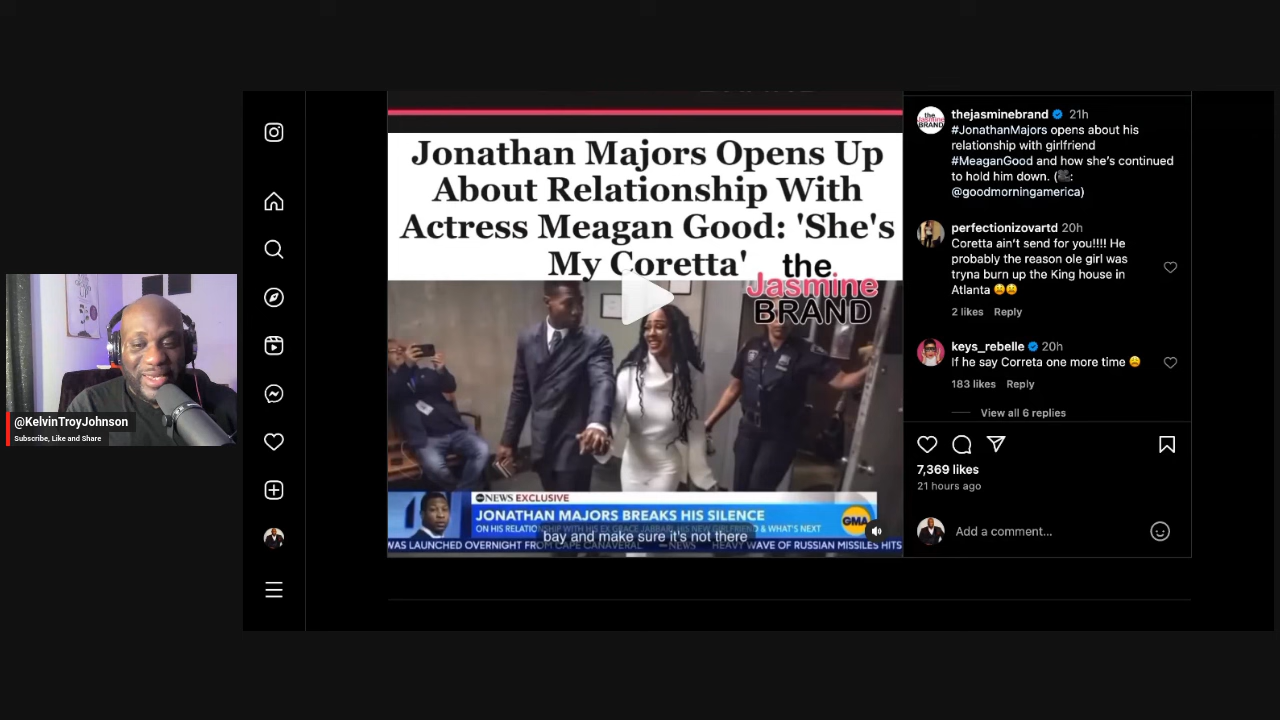 Jonathan Majors Opens Up
About Relationship With
Actress Meagan Good: 'She's
My Coretta'
the
Jasmine
BRAND
abc NEWS EXCLUSIVE
JONATHAN MAJORS BREAKS HIS SILENCE
ON HIS RELATIONSHIP WITH HIS EX GRACE JABBARI, HIS NEW GIRLFRIEND & WHAT'S NEXT
GMA
bay and make sure it's not there
WAS LAUNCHED OVERNIGHT FROM CAPE CANAVERAL
NEWS
HEAVY WAVE OF RUSSIAN MISSILES HITS
@KelvinTroyJohnson
Subscribe, Like and Share
the
Jasmine
BRAND
thejasminebrand 21h
#JonathanMajors opens about his
relationship with girlfriend
#MeaganGood and how she's continued
to hold him down. (🎥:
@goodmorningamerica)
perfectionizovartd 20h
Coretta ain't send for you!!!! He
probably the reason ole girl was
tryna burn up the King house in
Atlanta 😩😩
2 likes Reply
keys_rebelle 20h
If he say Correta one more time 😩
183 likes Reply
View all 6 replies
7,369 likes
21 hours ago
Add a comment...